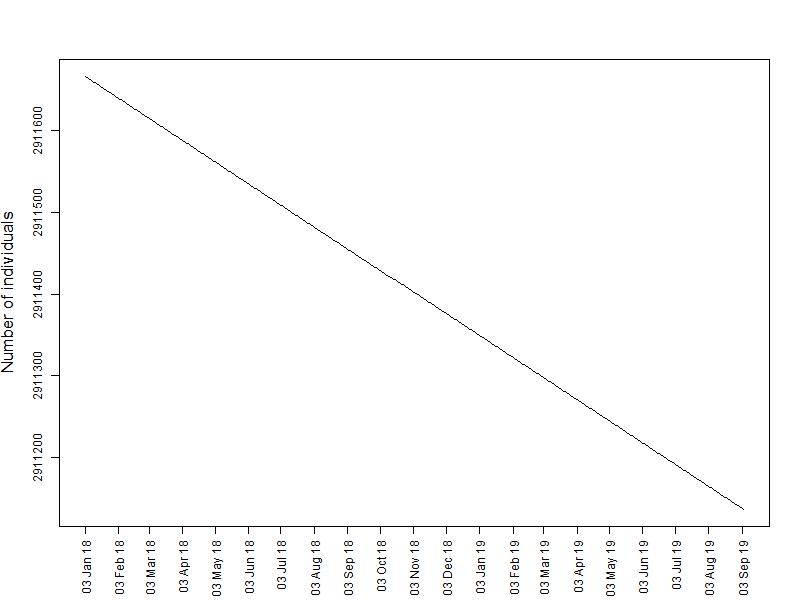 Number of individuals
2911600
2911500
2911400
2911300
2911200
03 Jan 18
03 Feb 18
03 Mar 18
03 Apr 18
03 May 18
03 Jun 18
03 Jul 18
03 Aug 18
03 Sep 18
03 Oct 18
03 Nov 18
03 Dec 18
03 Jan 19
03 Feb 19
03 Mar 19
03 Apr 19
03 May 19
03 Jun 19
03 Jul 19
03 Aug 19
03 Sep 19